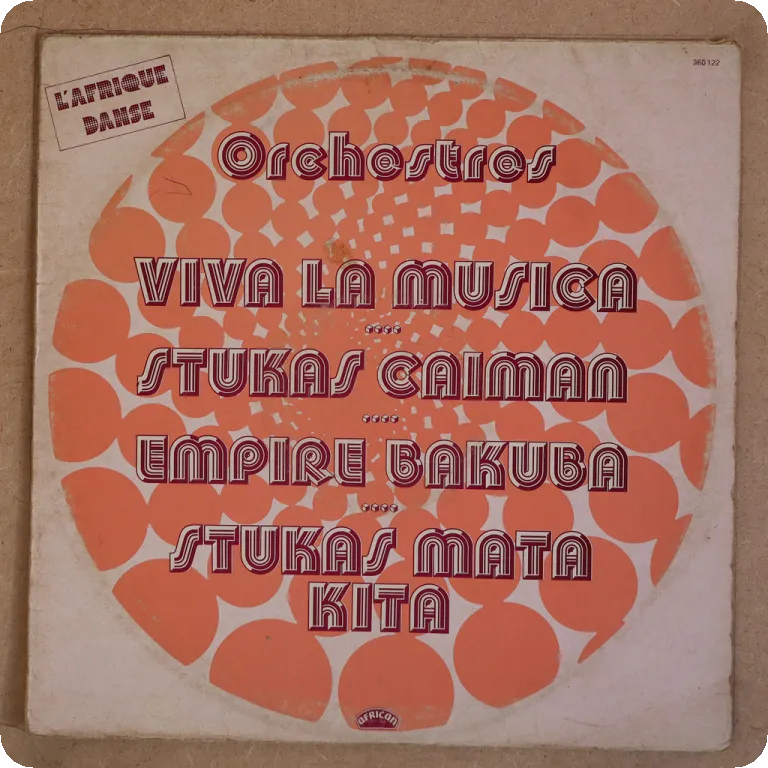 L'AFRIQUE
DANSE
360 122
Orchestres
VIVA LA MUSICA
STUKAS CAIMAN
EMPIRE BAKUBA
STUKAS MATA
KITA
AFRICAN